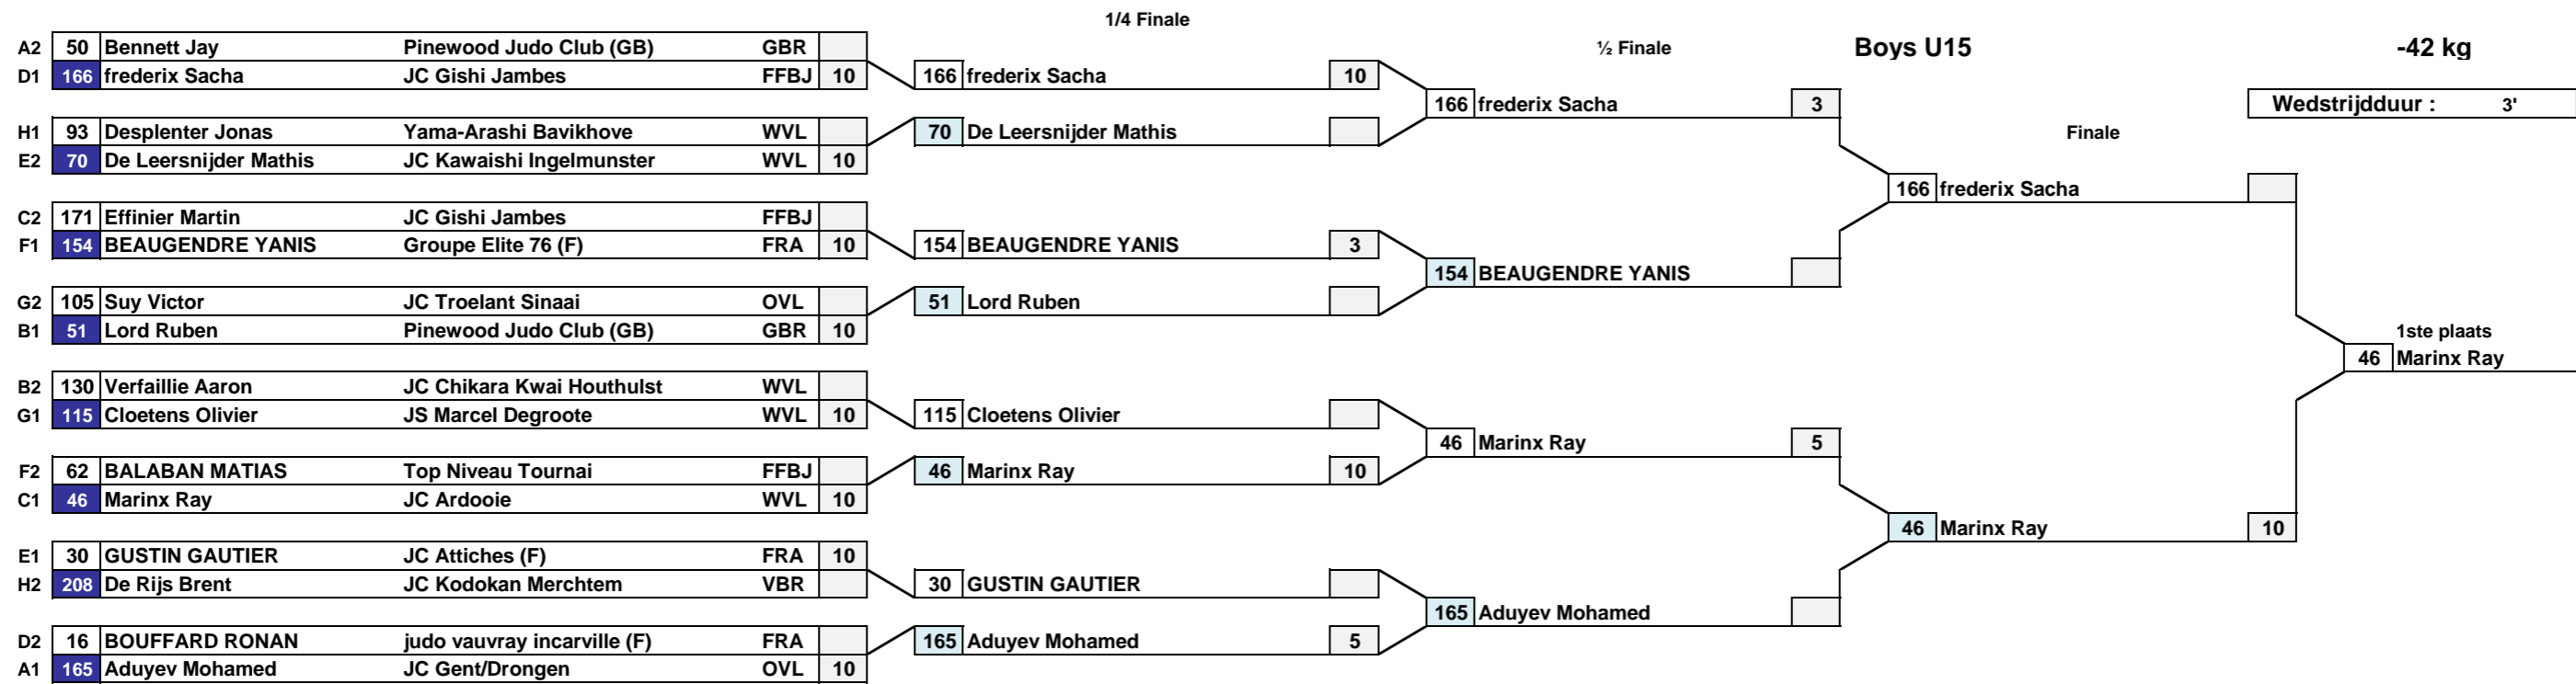 1/4 Finale
½ Finale
Boys U15
-42 kg
A2 50 Bennett Jay Pinewood Judo Club (GB) GBR
D1 166 frederix Sacha JC Gishi Jambes FFBJ 10
166 frederix Sacha 10
166 frederix Sacha 3
Wedstrijdduur : 3'
H1 93 Desplenter Jonas Yama-Arashi Bavikhove WVL
70 De Leersnijder Mathis
Finale
E2 70 De Leersnijder Mathis JC Kawaishi Ingelmunster WVL 10
166 frederix Sacha
C2 171 Effinier Martin JC Gishi Jambes FFBJ
F1 154 BEAUGENDRE YANIS Groupe Elite 76 (F) FRA 10
154 BEAUGENDRE YANIS 3
154 BEAUGENDRE YANIS
G2 105 Suy Victor JC Troelant Sinaai OVL
51 Lord Ruben
B1 51 Lord Ruben Pinewood Judo Club (GB) GBR 10
1ste plaats
46 Marinx Ray
B2 130 Verfaillie Aaron JC Chikara Kwai Houthulst WVL
G1 115 Cloetens Olivier JS Marcel Degroote WVL 10
115 Cloetens Olivier
46 Marinx Ray 5
F2 62 BALABAN MATIAS Top Niveau Tournai FFBJ
46 Marinx Ray 10
C1 46 Marinx Ray JC Ardooie WVL 10
46 Marinx Ray 10
E1 30 GUSTIN GAUTIER JC Attiches (F) FRA 10
H2 208 De Rijs Brent JC Kodokan Merchtem VBR
30 GUSTIN GAUTIER
165 Aduyev Mohamed
D2 16 BOUFFARD RONAN judo vauvray incarville (F) FRA
165 Aduyev Mohamed 5
A1 165 Aduyev Mohamed JC Gent/Drongen OVL 10